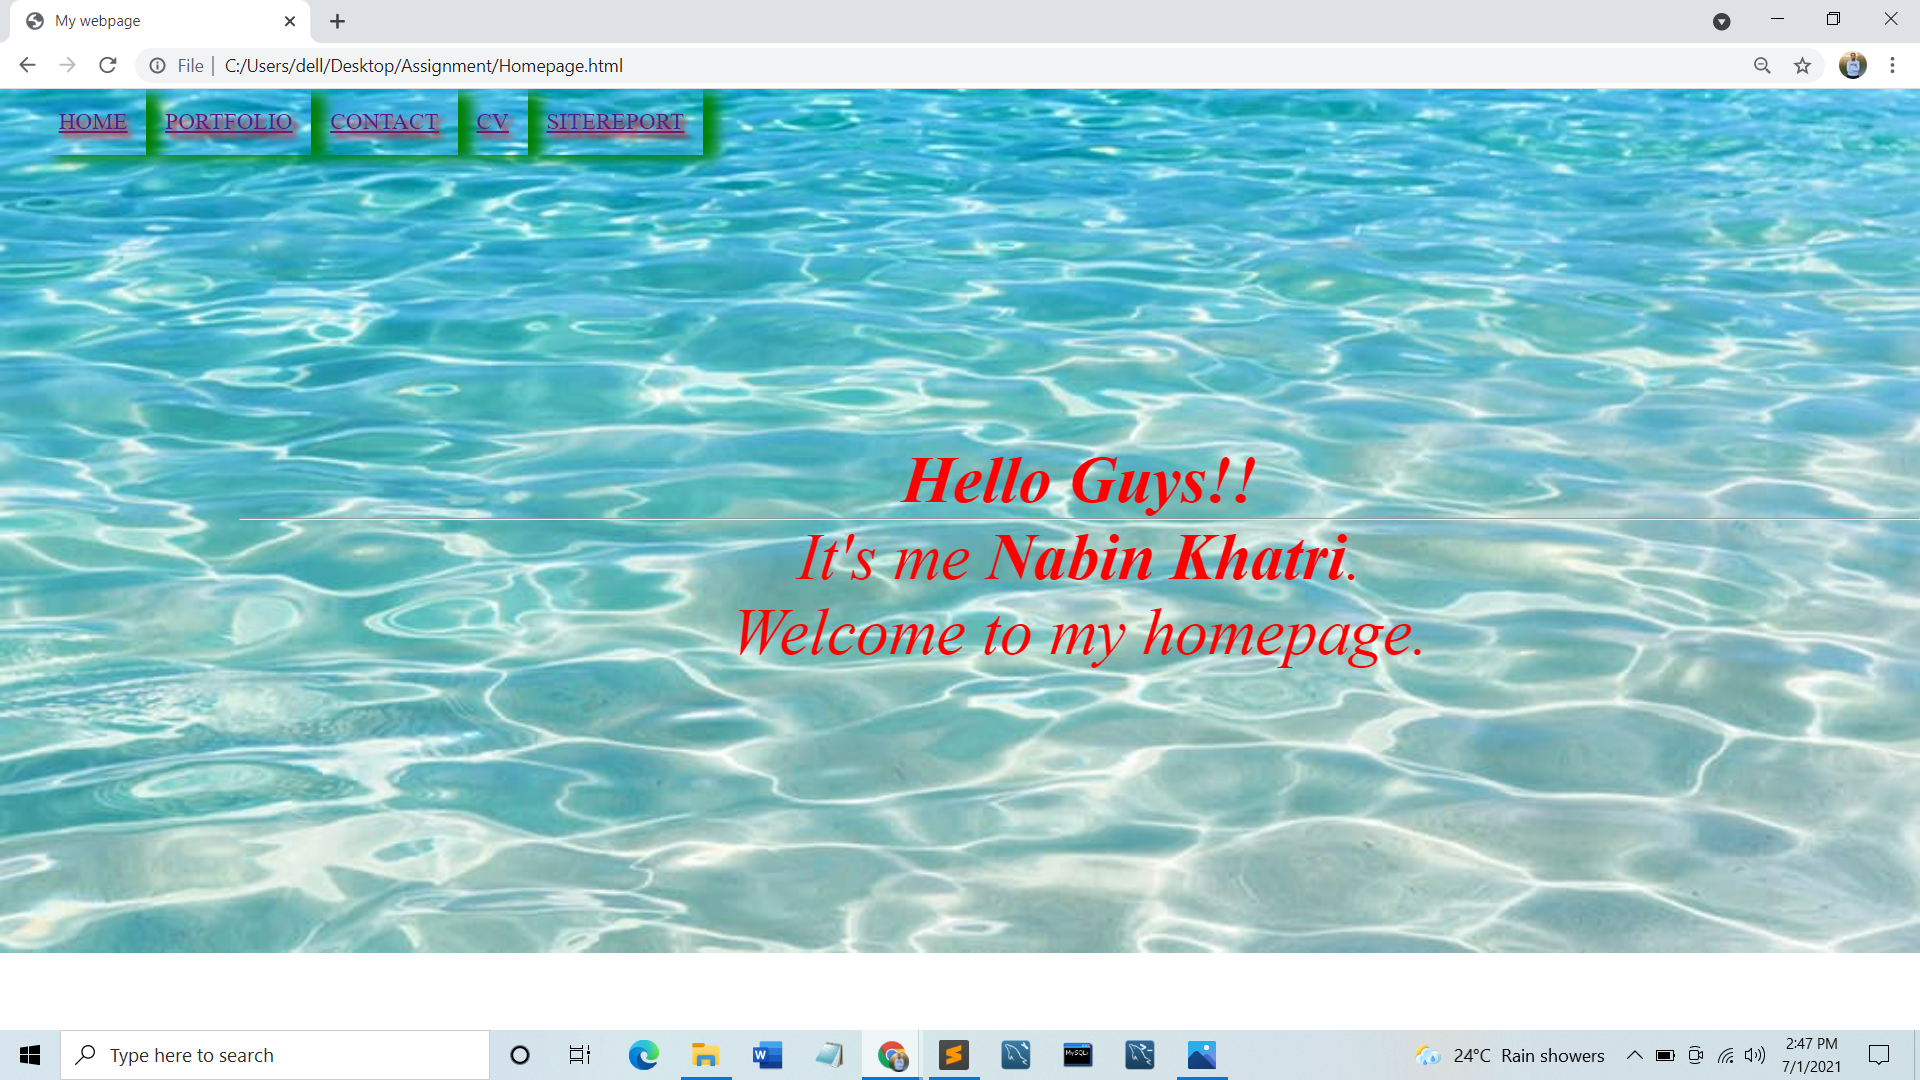 My webpage
File | C:/Users/dell/Desktop/Assignment/Homepage.html
HOME PORTFOLIO CONTACT CV SITEREPORT
Hello Guys!!
It's me Nabin Khatri.
Welcome to my homepage.
Type here to search
24°C Rain showers
2:47 PM
7/1/2021